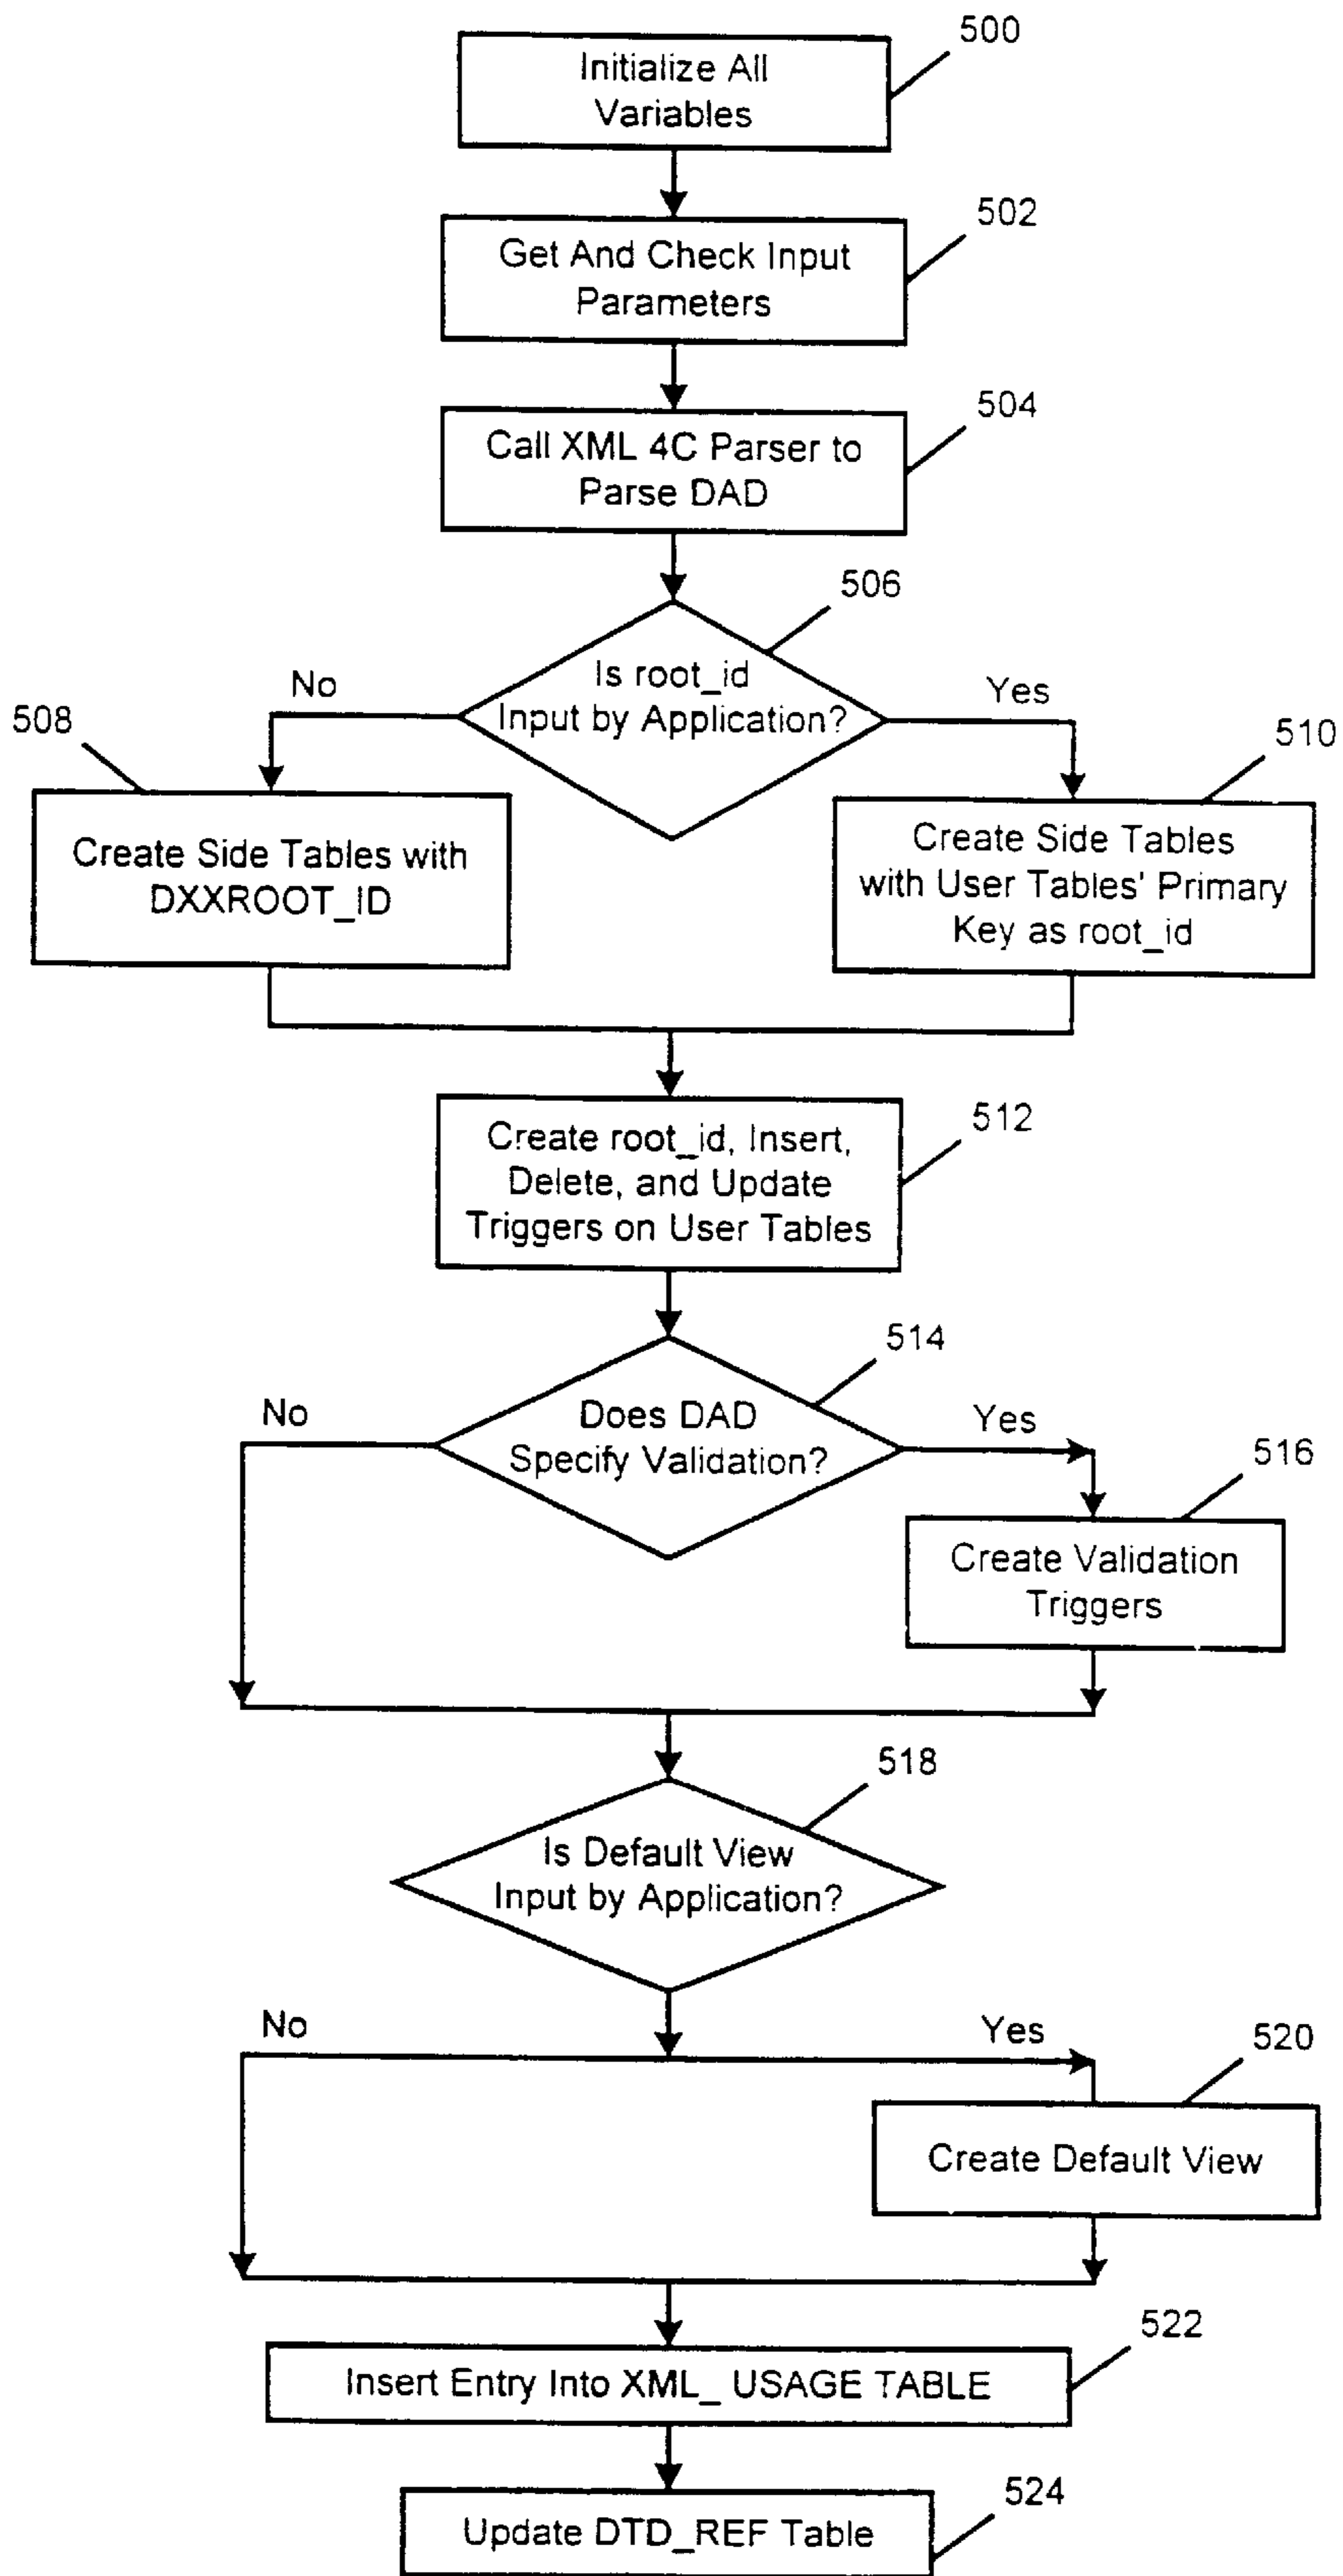 500
Initialize All
Variables
502
Get And Check Input
Parameters
504
Call XML 4C Parser to
Parse DAD
506
Is root_id
Input by Application?
No
Yes
508
510
Create Side Tables with
DXXROOT_ID
Create Side Tables
with User Tables' Primary
Key as root_id
512
Create root_id, Insert,
Delete, and Update
Triggers on User Tables
514
Does DAD
Specify Validation?
No
Yes
516
Create Validation
Triggers
518
Is Default View
Input by Application?
No
Yes
520
Create Default View
522
Insert Entry Into XML_ USAGE TABLE
524
Update DTD_REF Table